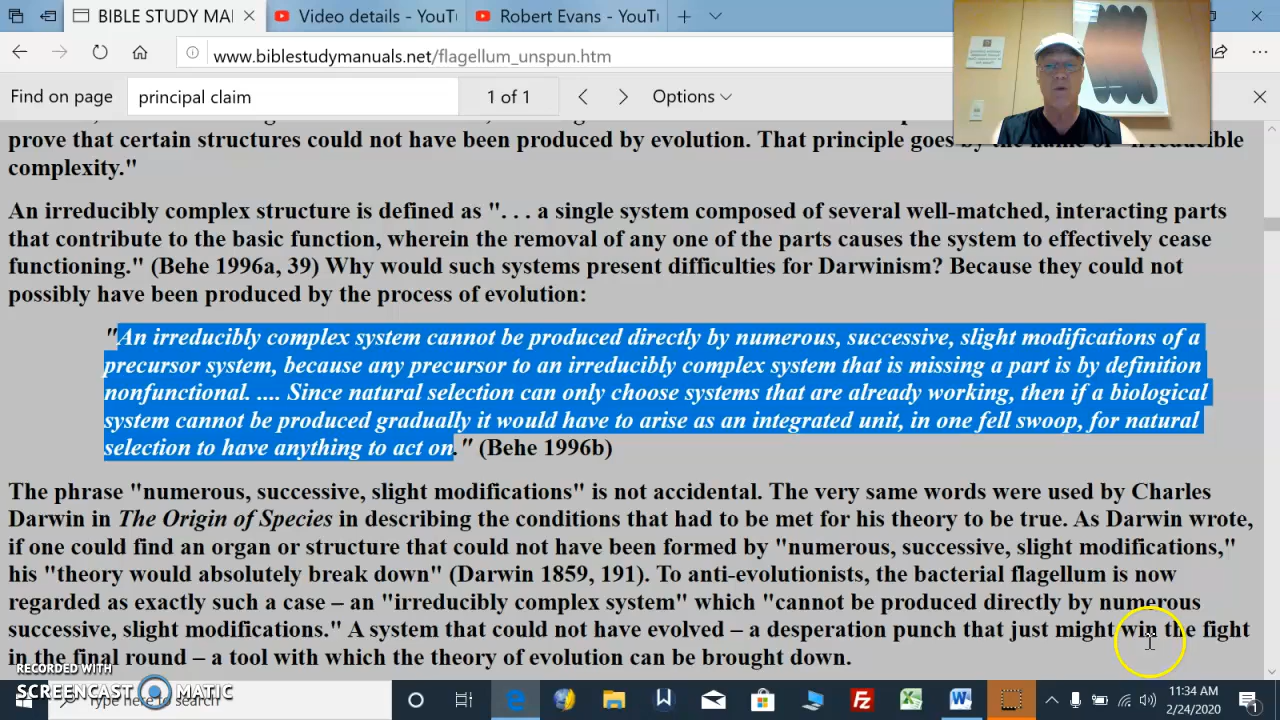 BIBLE STUDY MAI
Video details - YouTu
Robert Evans - YouTu
www.biblestudymanuals.net/flagellum_unspun.htm
Find on page
principal claim
1 of 1
Options
prove that certain structures could not have been produced by evolution. That principle goes by the name of "irreducible
complexity."
An irreducibly complex structure is defined as ". . . a single system composed of several well-matched, interacting parts
that contribute to the basic function, wherein the removal of any one of the parts causes the system to effectively cease
functioning." (Behe 1996a, 39) Why would such systems present difficulties for Darwinism? Because they could not
possibly have been produced by the process of evolution:
"An irreducibly complex system cannot be produced directly by numerous, successive, slight modifications of a
precursor system, because any precursor to an irreducibly complex system that is missing a part is by definition
nonfunctional. .... Since natural selection can only choose systems that are already working, then if a biological
system cannot be produced gradually it would have to arise as an integrated unit, in one fell swoop, for natural
selection to have anything to act on." (Behe 1996b)
The phrase "numerous, successive, slight modifications" is not accidental. The very same words were used by Charles
Darwin in The Origin of Species in describing the conditions that had to be met for his theory to be true. As Darwin wrote,
if one could find an organ or structure that could not have been formed by "numerous, successive, slight modifications,"
his "theory would absolutely break down" (Darwin 1859, 191). To anti-evolutionists, the bacterial flagellum is now
regarded as exactly such a case – an "irreducibly complex system" which "cannot be produced directly by numerous
successive, slight modifications." A system that could not have evolved – a desperation punch that just might win the fight
in the final round – a tool with which the theory of evolution can be brought down.
RECORDED WITH
SCREENCAST MATIC
Type here to search
11:34 AM
2/24/2020
1